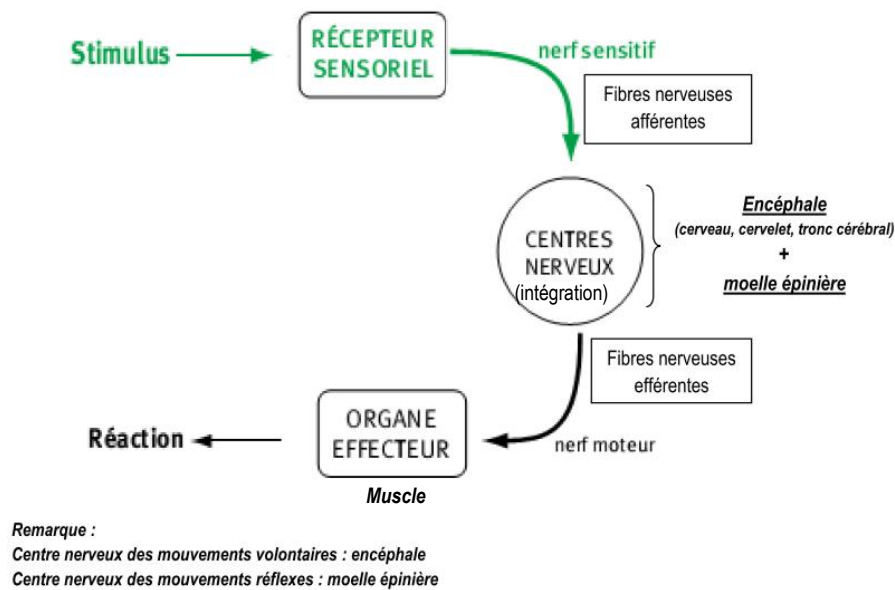 Stimulus
RÉCEPTEUR
SENSORIEL
nerf sensitif
Fibres nerveuses
afférentes
CENTRES
NERVEUX
(intégration)
Encéphale
(cerveau, cervelet, tronc cérébral)
+
moelle épinière
Fibres nerveuses
efférentes
nerf moteur
ORGANE
EFFECTEUR
Muscle
Réaction
Remarque :
Centre nerveux des mouvements volontaires : encéphale
Centre nerveux des mouvements réflexes : moelle épinière